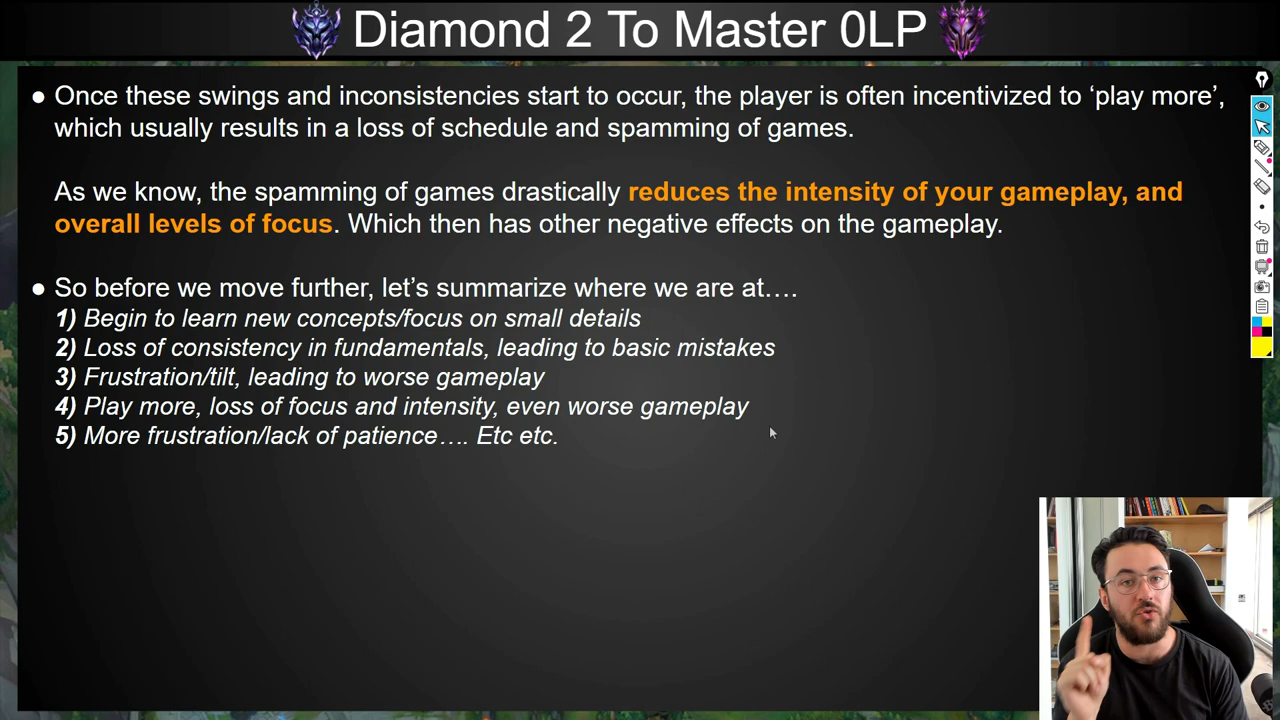 Diamond 2 To Master 0LP
● Once these swings and inconsistencies start to occur, the player is often incentivized to ‘play more’,
which usually results in a loss of schedule and spamming of games.
As we know, the spamming of games drastically reduces the intensity of your gameplay, and
overall levels of focus. Which then has other negative effects on the gameplay.
● So before we move further, let’s summarize where we are at….
1) Begin to learn new concepts/focus on small details
2) Loss of consistency in fundamentals, leading to basic mistakes
3) Frustration/tilt, leading to worse gameplay
4) Play more, loss of focus and intensity, even worse gameplay
5) More frustration/lack of patience…. Etc etc.